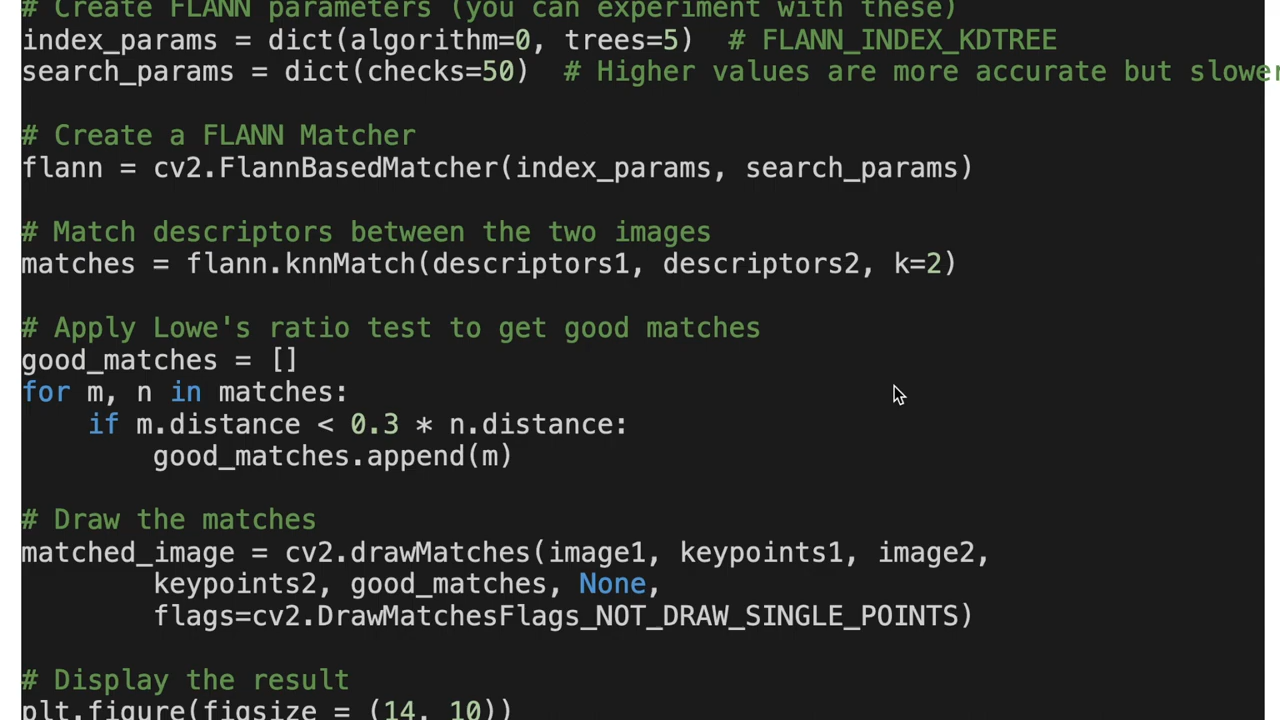 # Create FLANN parameters (you can experiment with these)
index_params = dict(algorithm=0, trees=5)  # FLANN_INDEX_KDTREE
search_params = dict(checks=50)  # Higher values are more accurate but slower

# Create a FLANN Matcher
flann = cv2.FlannBasedMatcher(index_params, search_params)

# Match descriptors between the two images
matches = flann.knnMatch(descriptors1, descriptors2, k=2)

# Apply Lowe's ratio test to get good matches
good_matches = []
for m, n in matches:
    if m.distance < 0.3 * n.distance:
        good_matches.append(m)

# Draw the matches
matched_image = cv2.drawMatches(image1, keypoints1, image2,
        keypoints2, good_matches, None,
        flags=cv2.DrawMatchesFlags_NOT_DRAW_SINGLE_POINTS)

# Display the result
plt.figure(figsize = (14, 10))